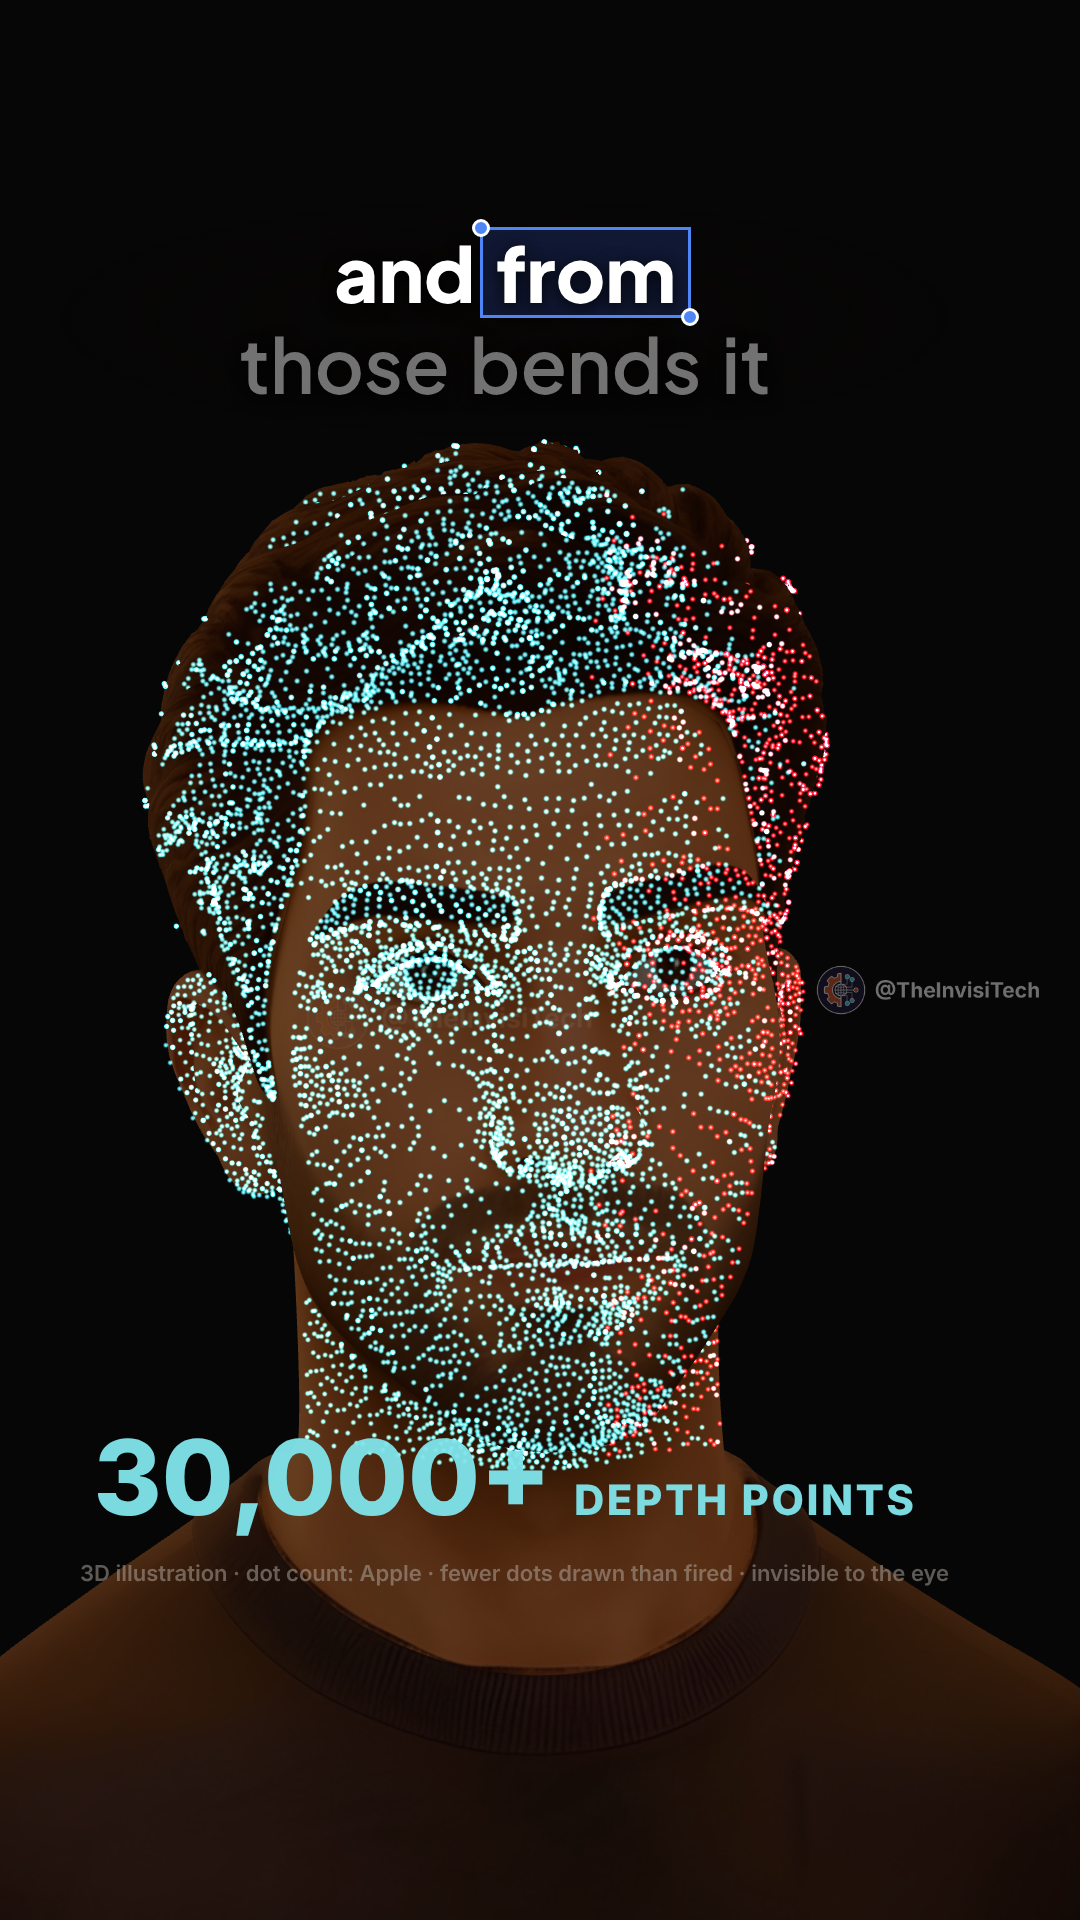 and from
those bends it
@TheInvisiTech
30,000+ DEPTH POINTS
3D illustration · dot count: Apple · fewer dots drawn than fired · invisible to the eye